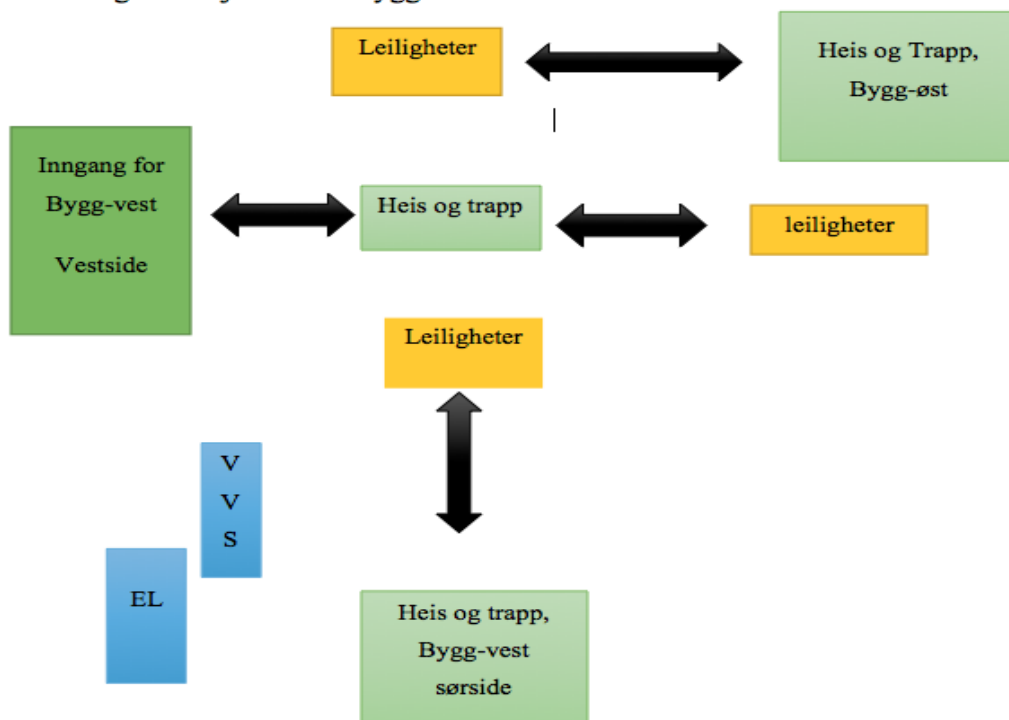 Leiligheter
Heis og Trapp,
Bygg-øst
Inngang for
Bygg-vest
Vestside
Heis og trapp
leiligheter
Leiligheter
V
V
S
EL
Heis og trapp,
Bygg-vest
sørside